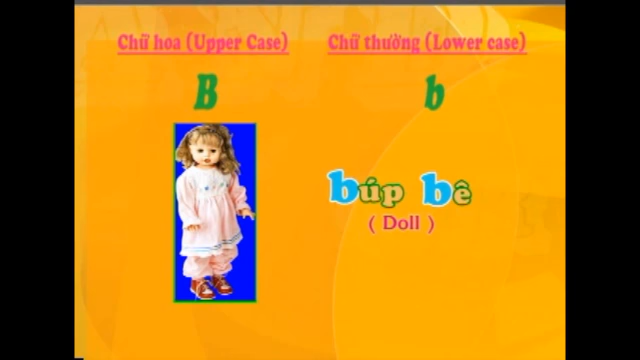 Chữ hoa (Upper Case)
Chữ thường (Lower case)
B
b
búp bê
( Doll )